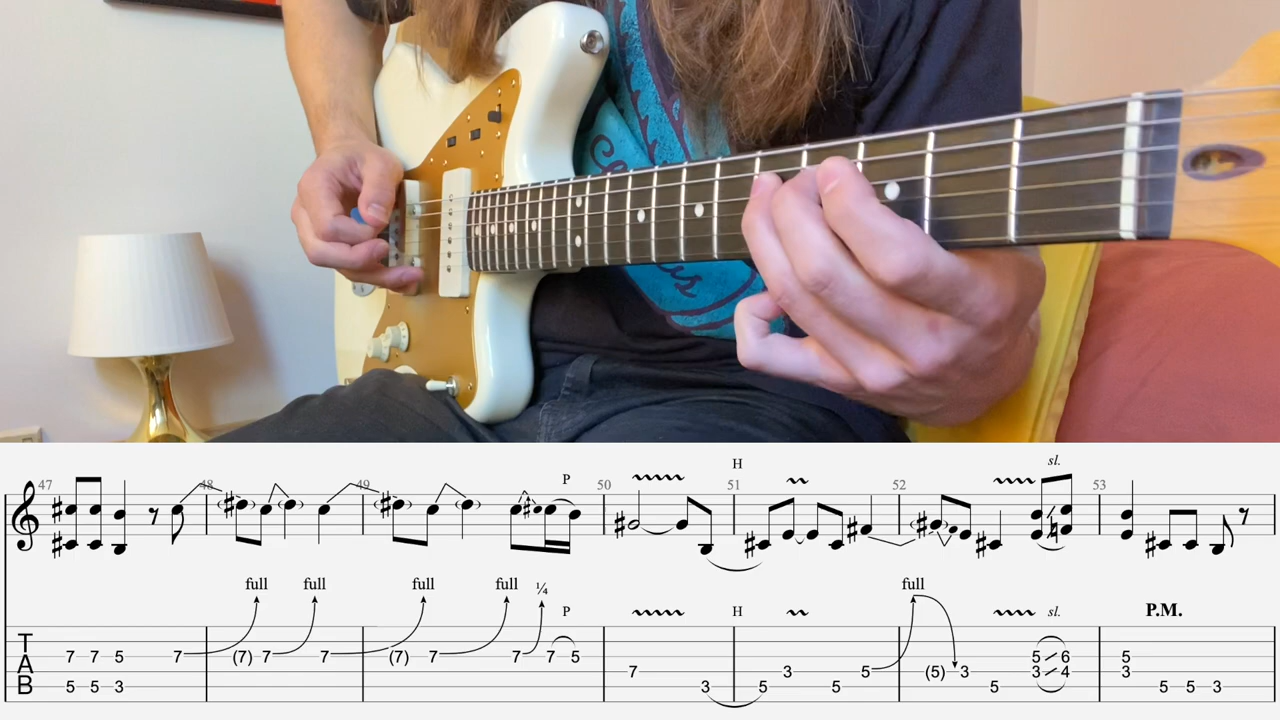 P
H
sl.
47 48 49 50 51 52 53
full full full full ¼ full
P H sl. P.M.
T
A
B
7 7 5 7 (7) 7 7 (7) 7 7 7 5 5 6 5
7 3 5 (5) 3 3 4 3
5 5 3 3 5 5 5 5 5 3